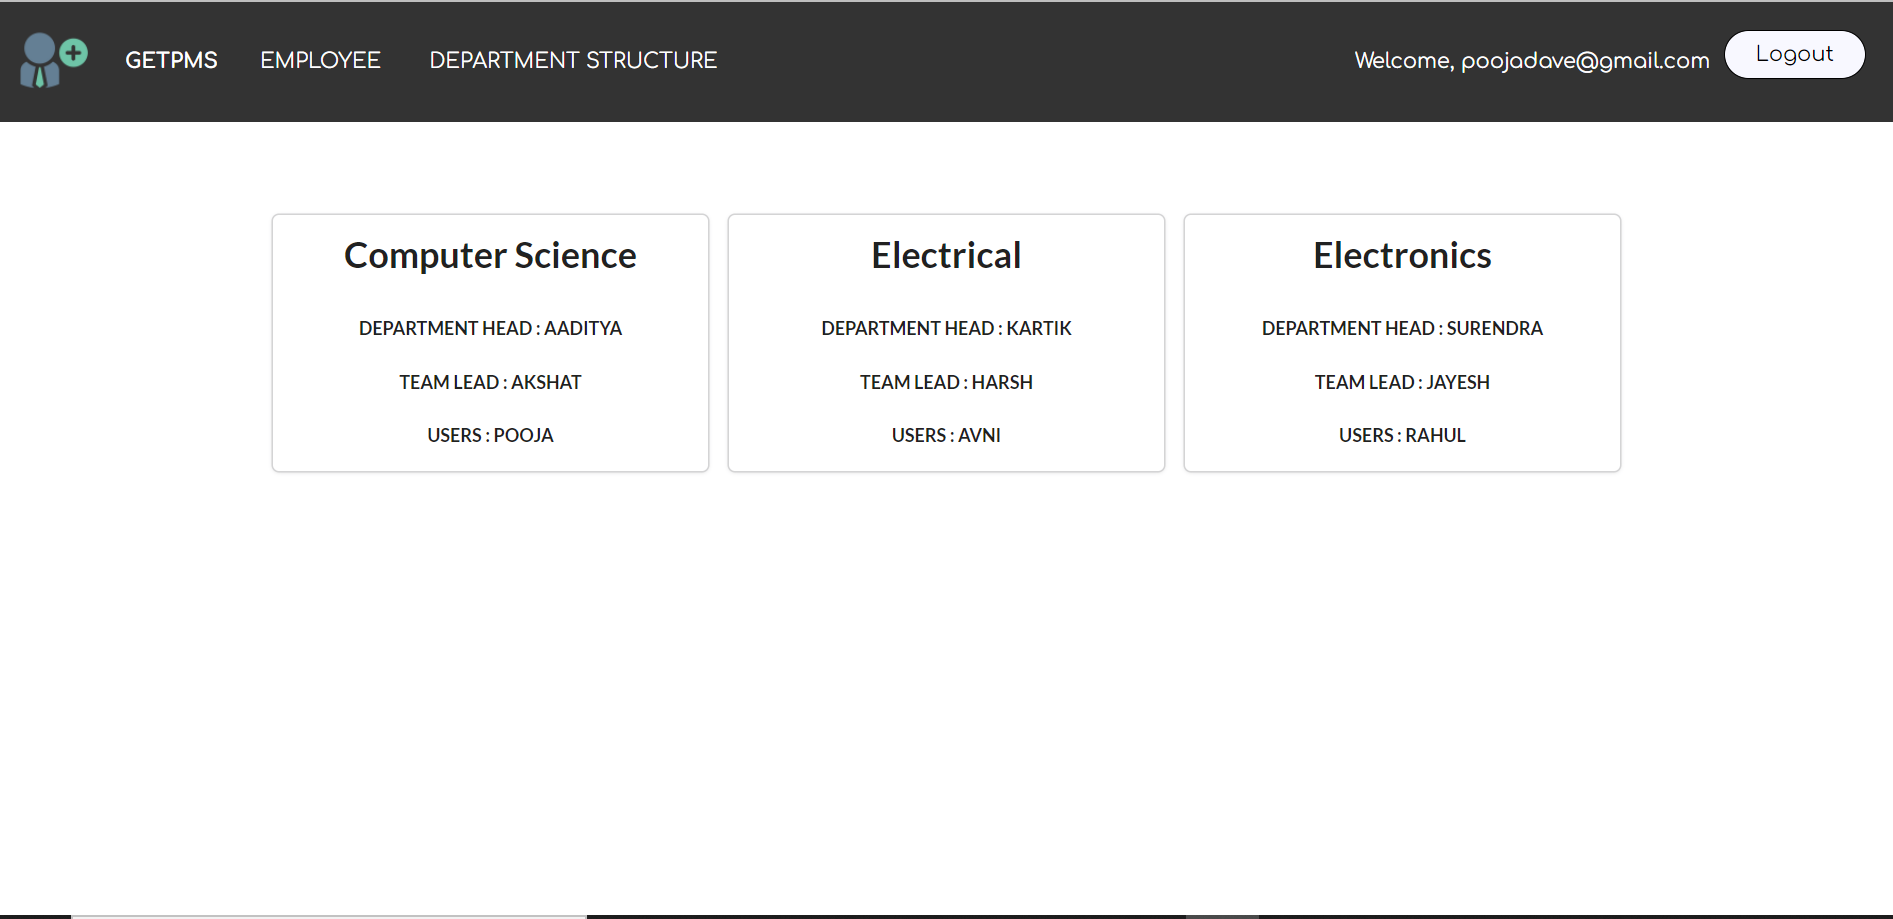 GETPMS EMPLOYEE DEPARTMENT STRUCTURE Welcome, poojadave@gmail.com Logout
Computer Science
DEPARTMENT HEAD : AADITYA
TEAM LEAD : AKSHAT
USERS : POOJA
Electrical
DEPARTMENT HEAD : KARTIK
TEAM LEAD : HARSH
USERS : AVNI
Electronics
DEPARTMENT HEAD : SURENDRA
TEAM LEAD : JAYESH
USERS : RAHUL